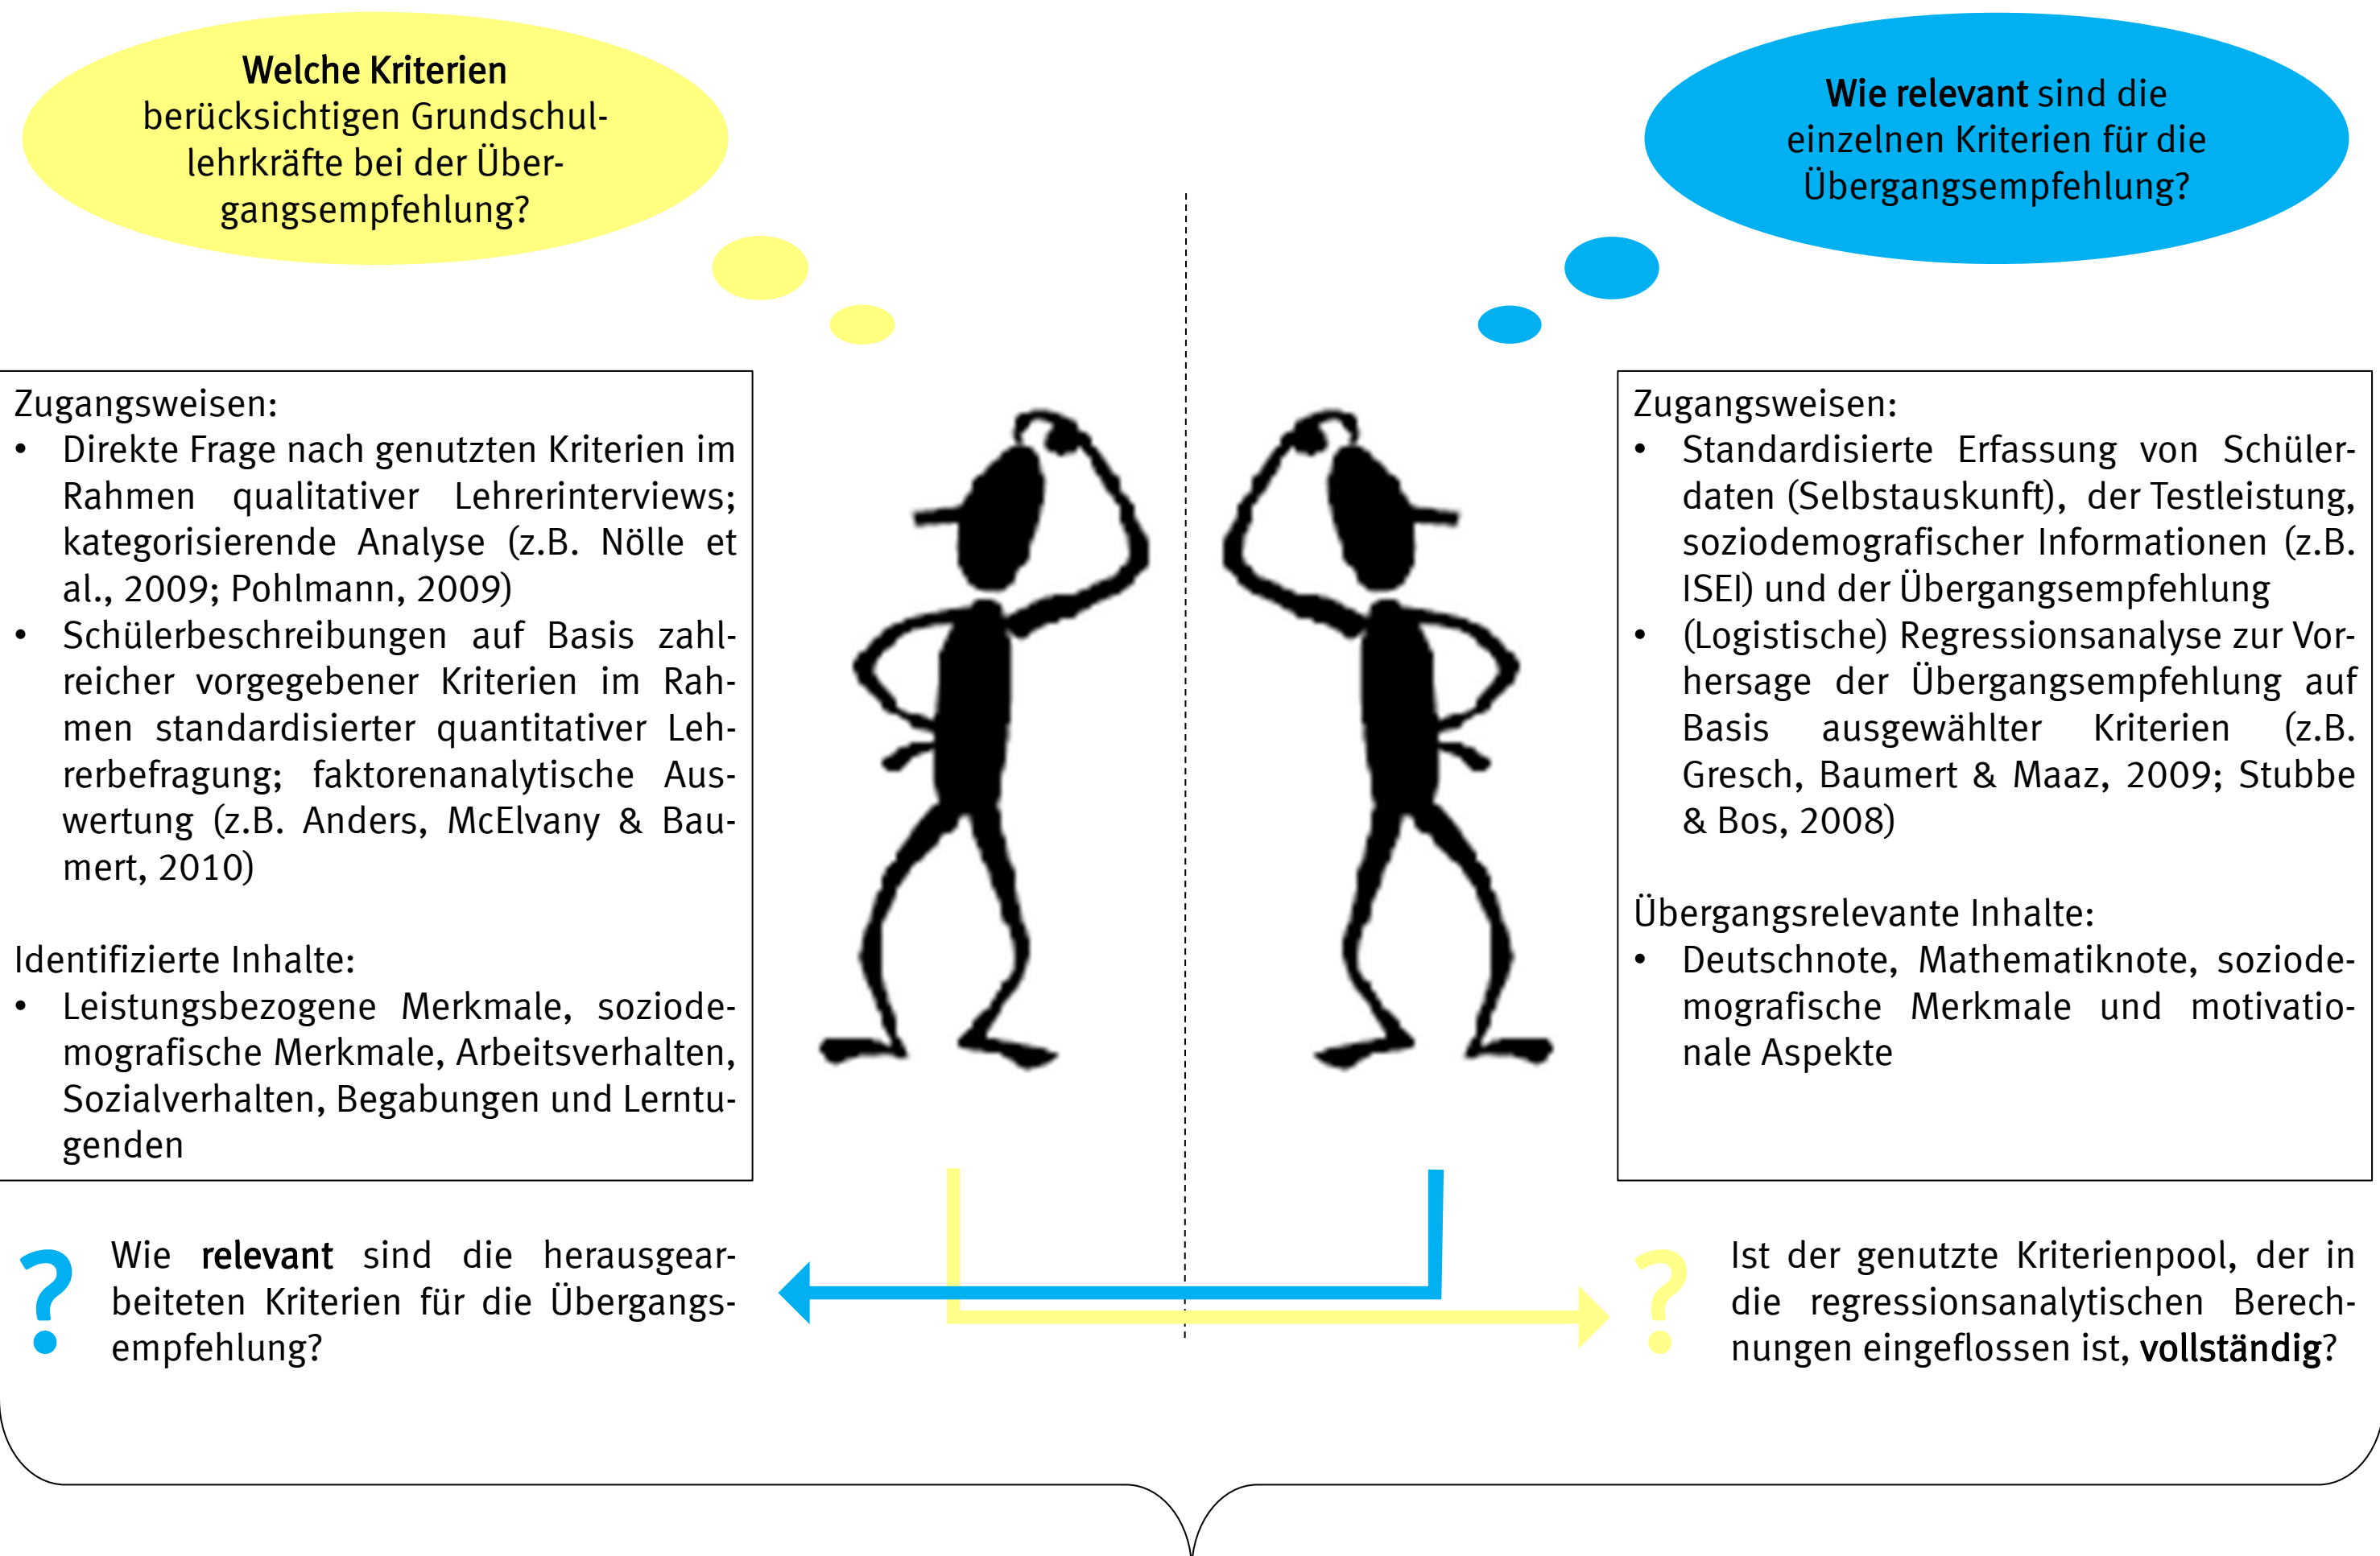 Welche Kriterien
berücksichtigen Grundschul-
lehrkräfte bei der Über-
gangsempfehlung?
Wie relevant sind die
einzelnen Kriterien für die
Übergangsempfehlung?
Zugangsweisen:
• Direkte Frage nach genutzten Kriterien im
Rahmen qualitativer Lehrerinterviews;
kategorisierende Analyse (z.B. Nölle et
al., 2009; Pohlmann, 2009)
• Schülerbeschreibungen auf Basis zahl-
reicher vorgegebener Kriterien im Rah-
men standardisierter quantitativer Leh-
rerbefragung; faktorenanalytische Aus-
wertung (z.B. Anders, McElvany & Bau-
mert, 2010)
Identifizierte Inhalte:
• Leistungsbezogene Merkmale, soziode-
mografische Merkmale, Arbeitsverhalten,
Sozialverhalten, Begabungen und Lerntu-
genden
Zugangsweisen:
• Standardisierte Erfassung von Schüler-
daten (Selbstauskunft), der Testleistung,
soziodemografischer Informationen (z.B.
ISEI) und der Übergangsempfehlung
• (Logistische) Regressionsanalyse zur Vor-
hersage der Übergangsempfehlung auf
Basis ausgewählter Kriterien (z.B.
Gresch, Baumert & Maaz, 2009; Stubbe
& Bos, 2008)
Übergangsrelevante Inhalte:
• Deutschnote, Mathematiknote, soziode-
mografische Merkmale und motivatio-
nale Aspekte
?
Wie relevant sind die herausgear-
beiteten Kriterien für die Übergangs-
empfehlung?
?
Ist der genutzte Kriterienpool, der in
die regressionsanalytischen Berech-
nungen eingeflossen ist, vollständig?